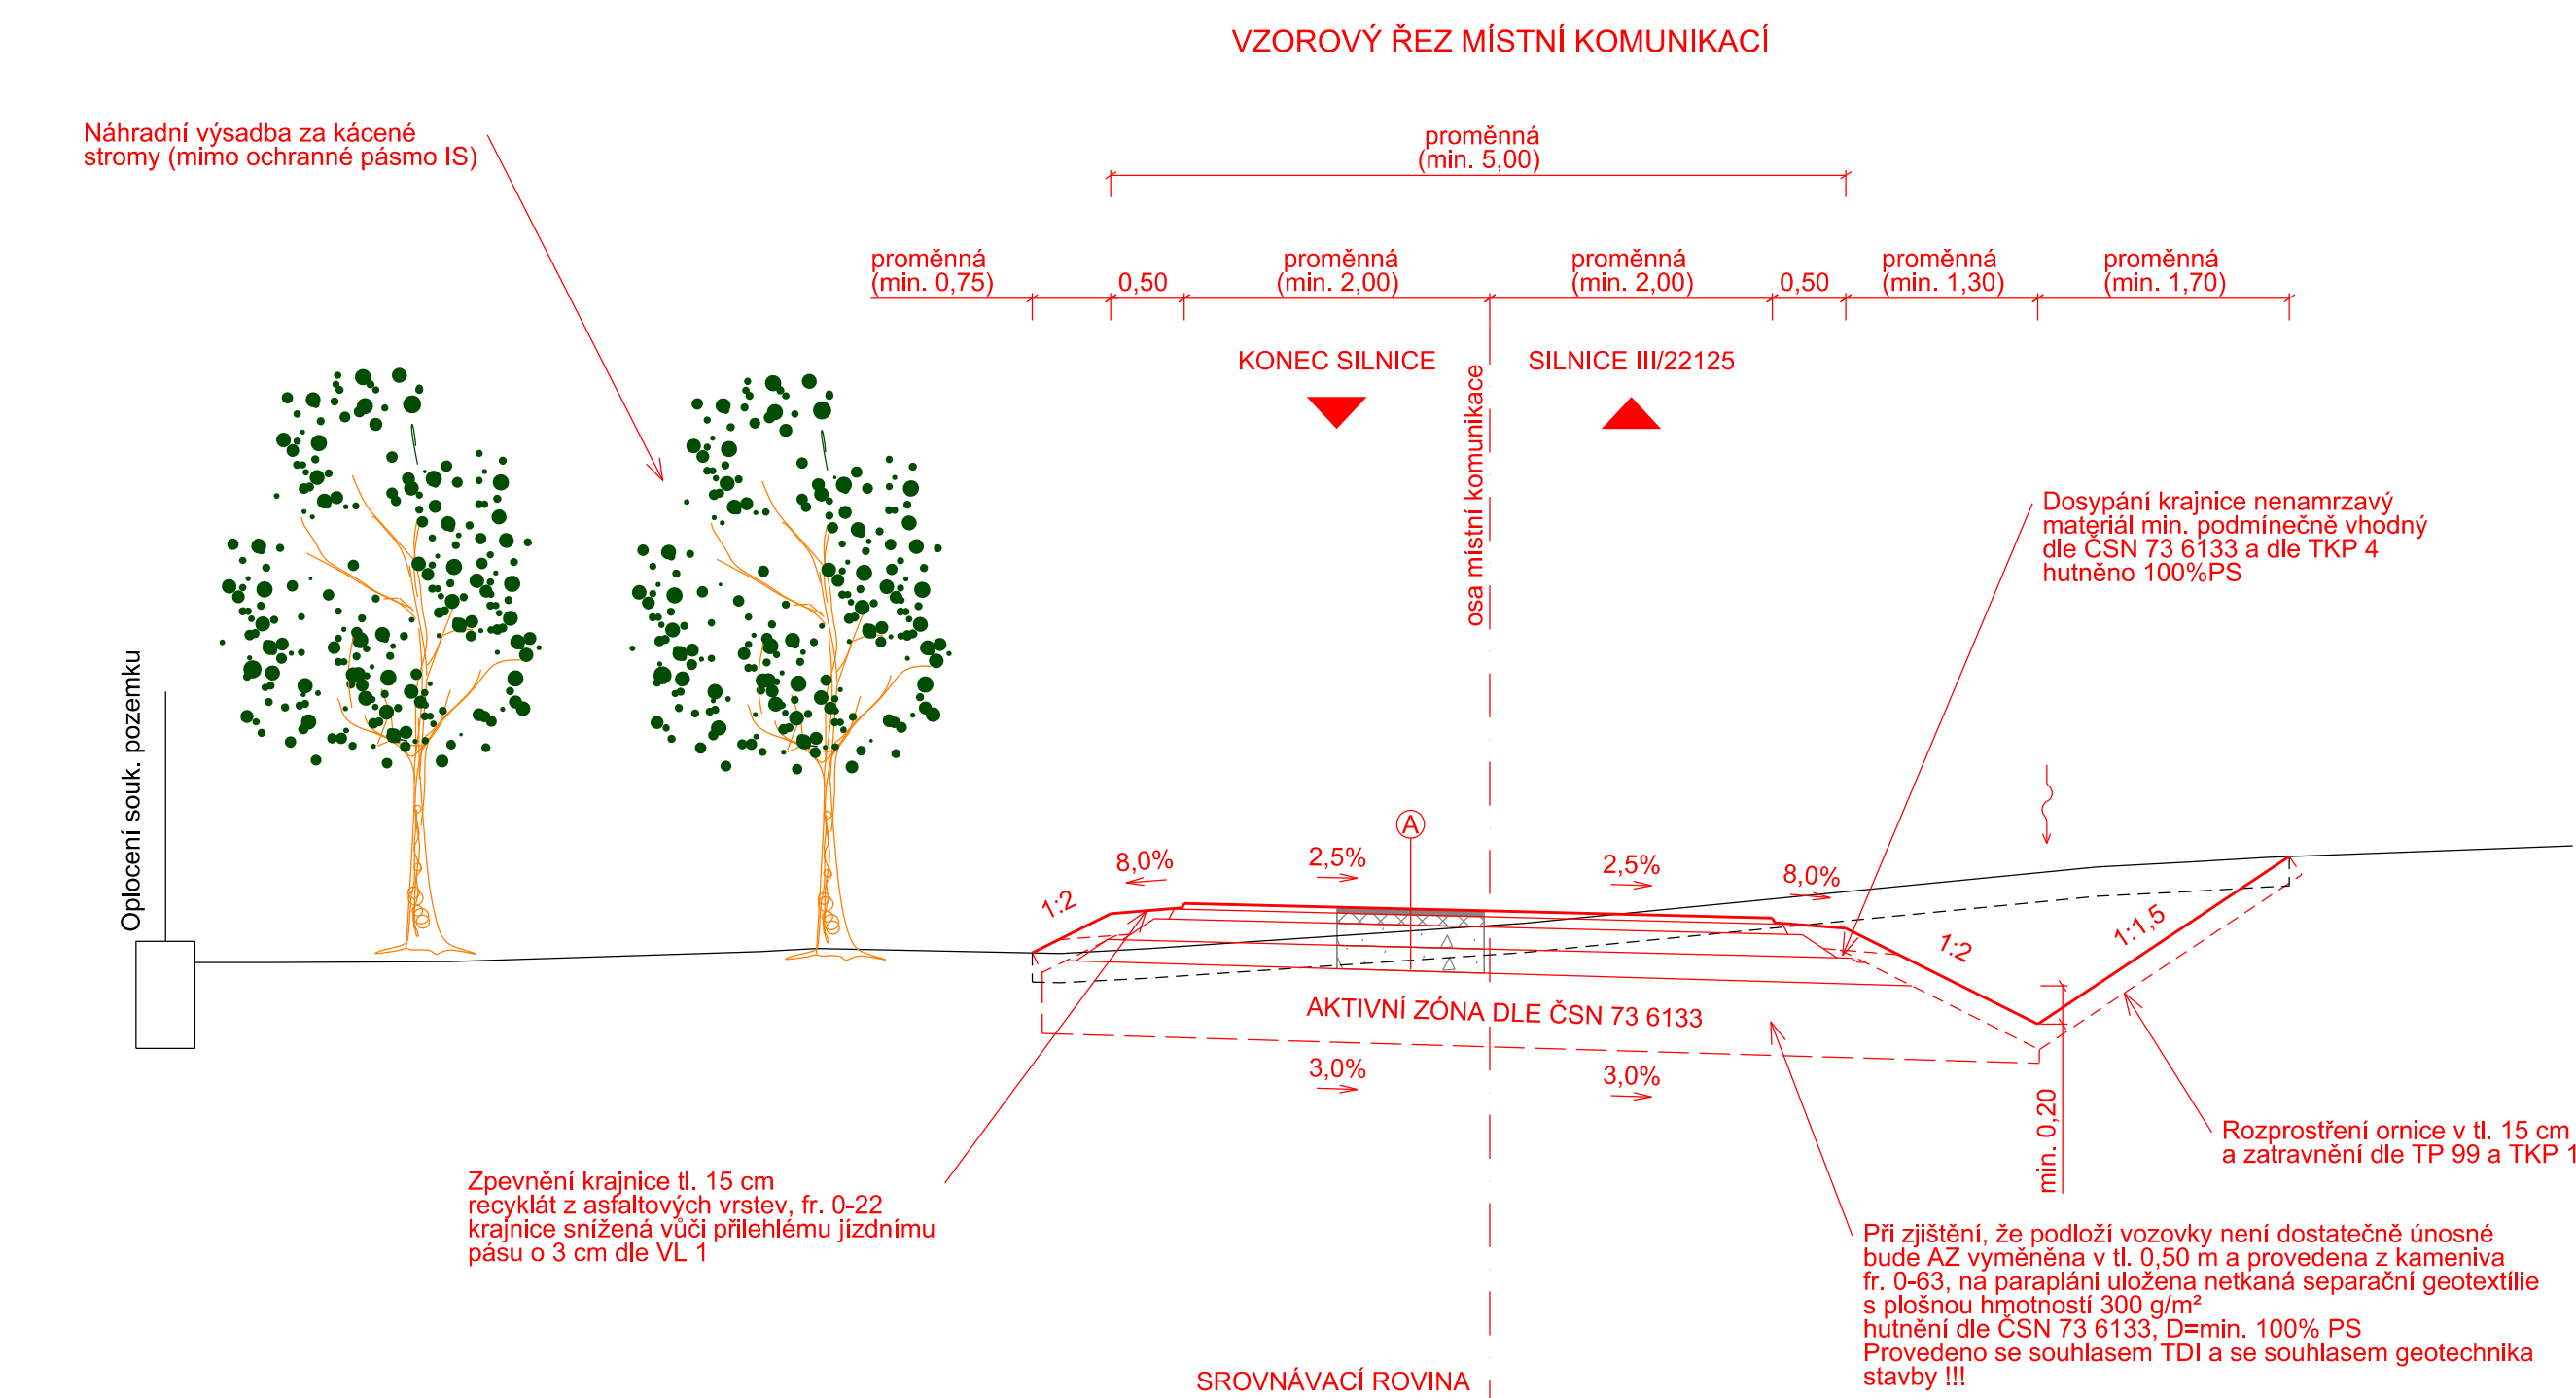 VZOROVÝ ŘEZ MÍSTNÍ KOMUNIKACÍ
Náhradní výsadba za kácené
stromy (mimo ochranné pásmo IS)
proměnná
(min. 5,00)
proměnná
(min. 0,75)
0,50
proměnná
(min. 2,00)
proměnná
(min. 2,00)
0,50
proměnná
(min. 1,30)
proměnná
(min. 1,70)
KONEC SILNICE
SILNICE III/22125
osa místní komunikace
Dosypání krajnice nenamrzavý
materiál min. podmínečně vhodný
dle ČSN 73 6133 a dle TKP 4
hutněno 100%PS
Oplocení souk. pozemku
A
1:2
8,0%
2,5%
2,5%
8,0%
1:2
1:1,5
AKTIVNÍ ZÓNA DLE ČSN 73 6133
3,0%
3,0%
min. 0,20
Rozprostření ornice v tl. 15 cm
a zatravnění dle TP 99 a TKP 1
Zpevnění krajnice tl. 15 cm
recyklát z asfaltových vrstev, fr. 0-22
krajnice snížená vůči přilehlému jízdnímu
pásu o 3 cm dle VL 1
Při zjištění, že podloží vozovky není dostatečně únosné
bude AZ vyměněna v tl. 0,50 m a provedena z kameniva
fr. 0-63, na parapláni uložena netkaná separační geotextílie
s plošnou hmotností 300 g/m²
hutnění dle ČSN 73 6133, D=min. 100% PS
Provedeno se souhlasem TDI a se souhlasem geotechnika
stavby !!!
SROVNÁVACÍ ROVINA